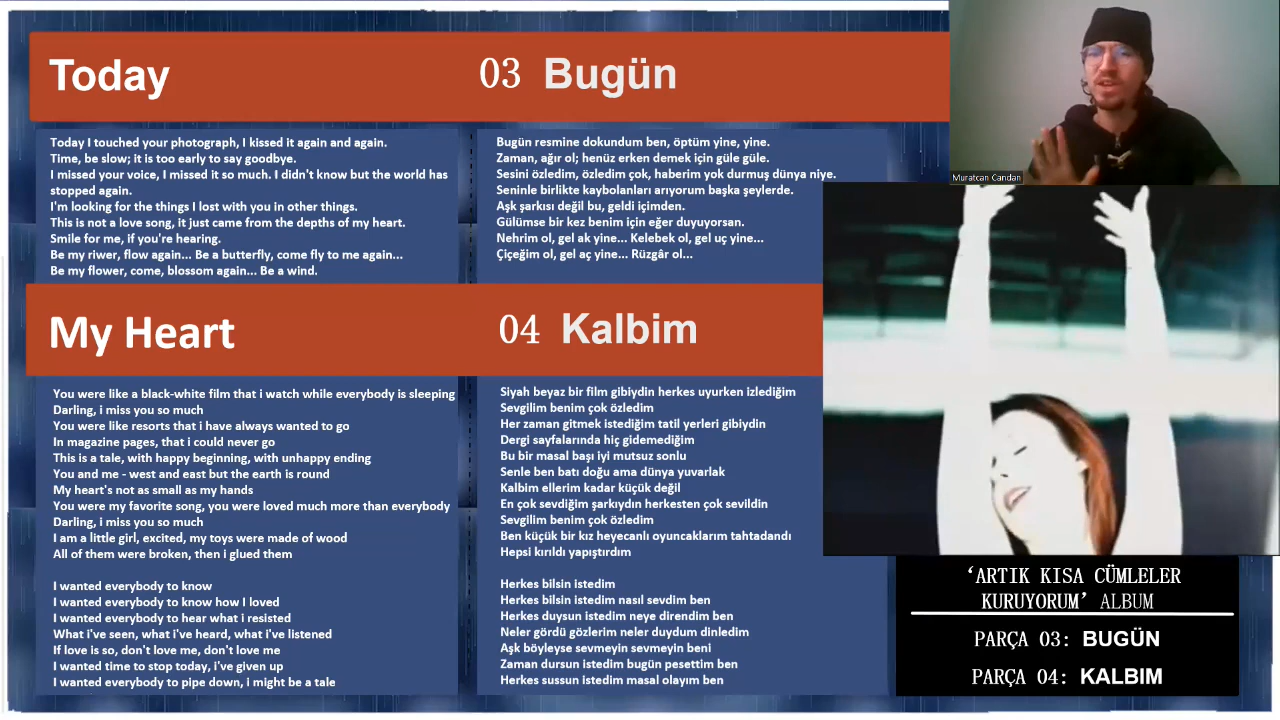 Today
03 Bugün
Today I touched your photograph, I kissed it again and again.
Time, be slow; it is too early to say goodbye.
I missed your voice, I missed it so much. I didn't know but the world has
stopped again.
I'm looking for the things I lost with you in other things.
This is not a love song, it just came from the depths of my heart.
Smile for me, if you're hearing.
Be my riwer, flow again... Be a butterfly, come fly to me again...
Be my flower, come, blossom again... Be a wind.
Bugün resmine dokundum ben, öptüm yine, yine.
Zaman, ağır ol; henüz erken demek için güle güle.
Sesini özledim, özledim çok, haberim yok durmuş dünya niye.
Seninle birlikte kaybolanları arıyorum başka şeylerde.
Aşk şarkısı değil bu, geldi içimden.
Gülümse bir kez benim için eğer duyuyorsan.
Nehrim ol, gel ak yine... Kelebek ol, gel uç yine...
Çiçeğim ol, gel aç yine... Rüzgâr ol...
Muratcan Candan
My Heart
04 Kalbim
You were like a black-white film that i watch while everybody is sleeping
Darling, i miss you so much
You were like resorts that i have always wanted to go
In magazine pages, that i could never go
This is a tale, with happy beginning, with unhappy ending
You and me - west and east but the earth is round
My heart's not as small as my hands
You were my favorite song, you were loved much more than everybody
Darling, i miss you so much
I am a little girl, excited, my toys were made of wood
All of them were broken, then i glued them
I wanted everybody to know
I wanted everybody to know how I loved
I wanted everybody to hear what i resisted
What i've seen, what i've heard, what i've listened
If love is so, don't love me, don't love me
I wanted time to stop today, i've given up
I wanted everybody to pipe down, i might be a tale
Siyah beyaz bir film gibiydin herkes uyurken izlediğim
Sevgilim benim çok özledim
Her zaman gitmek istediğim tatil yerleri gibiydin
Dergi sayfalarında hiç gidemediğim
Bu bir masal başı iyi mutsuz sonlu
Senle ben batı doğu ama dünya yuvarlak
Kalbim ellerim kadar küçük değil
En çok sevdiğim şarkıydın herkesten çok sevildin
Sevgilim benim çok özledim
Ben küçük bir kız heyecanlı oyuncaklarım tahtadandı
Hepsi kırıldı yapıştırdım
Herkes bilsin istedim
Herkes bilsin istedim nasıl sevdim ben
Herkes duysun istedim neye direndim ben
Neler gördü gözlerim neler duydum dinledim
Aşk böyleyse sevmeyin sevmeyin beni
Zaman dursun istedim bugün pesettim ben
Herkes sussun istedim masal olayım ben
‘ARTIK KISA CÜMLELER
KURUYORUM’ ALBUM
PARÇA 03: BUGÜN
PARÇA 04: KALBIM